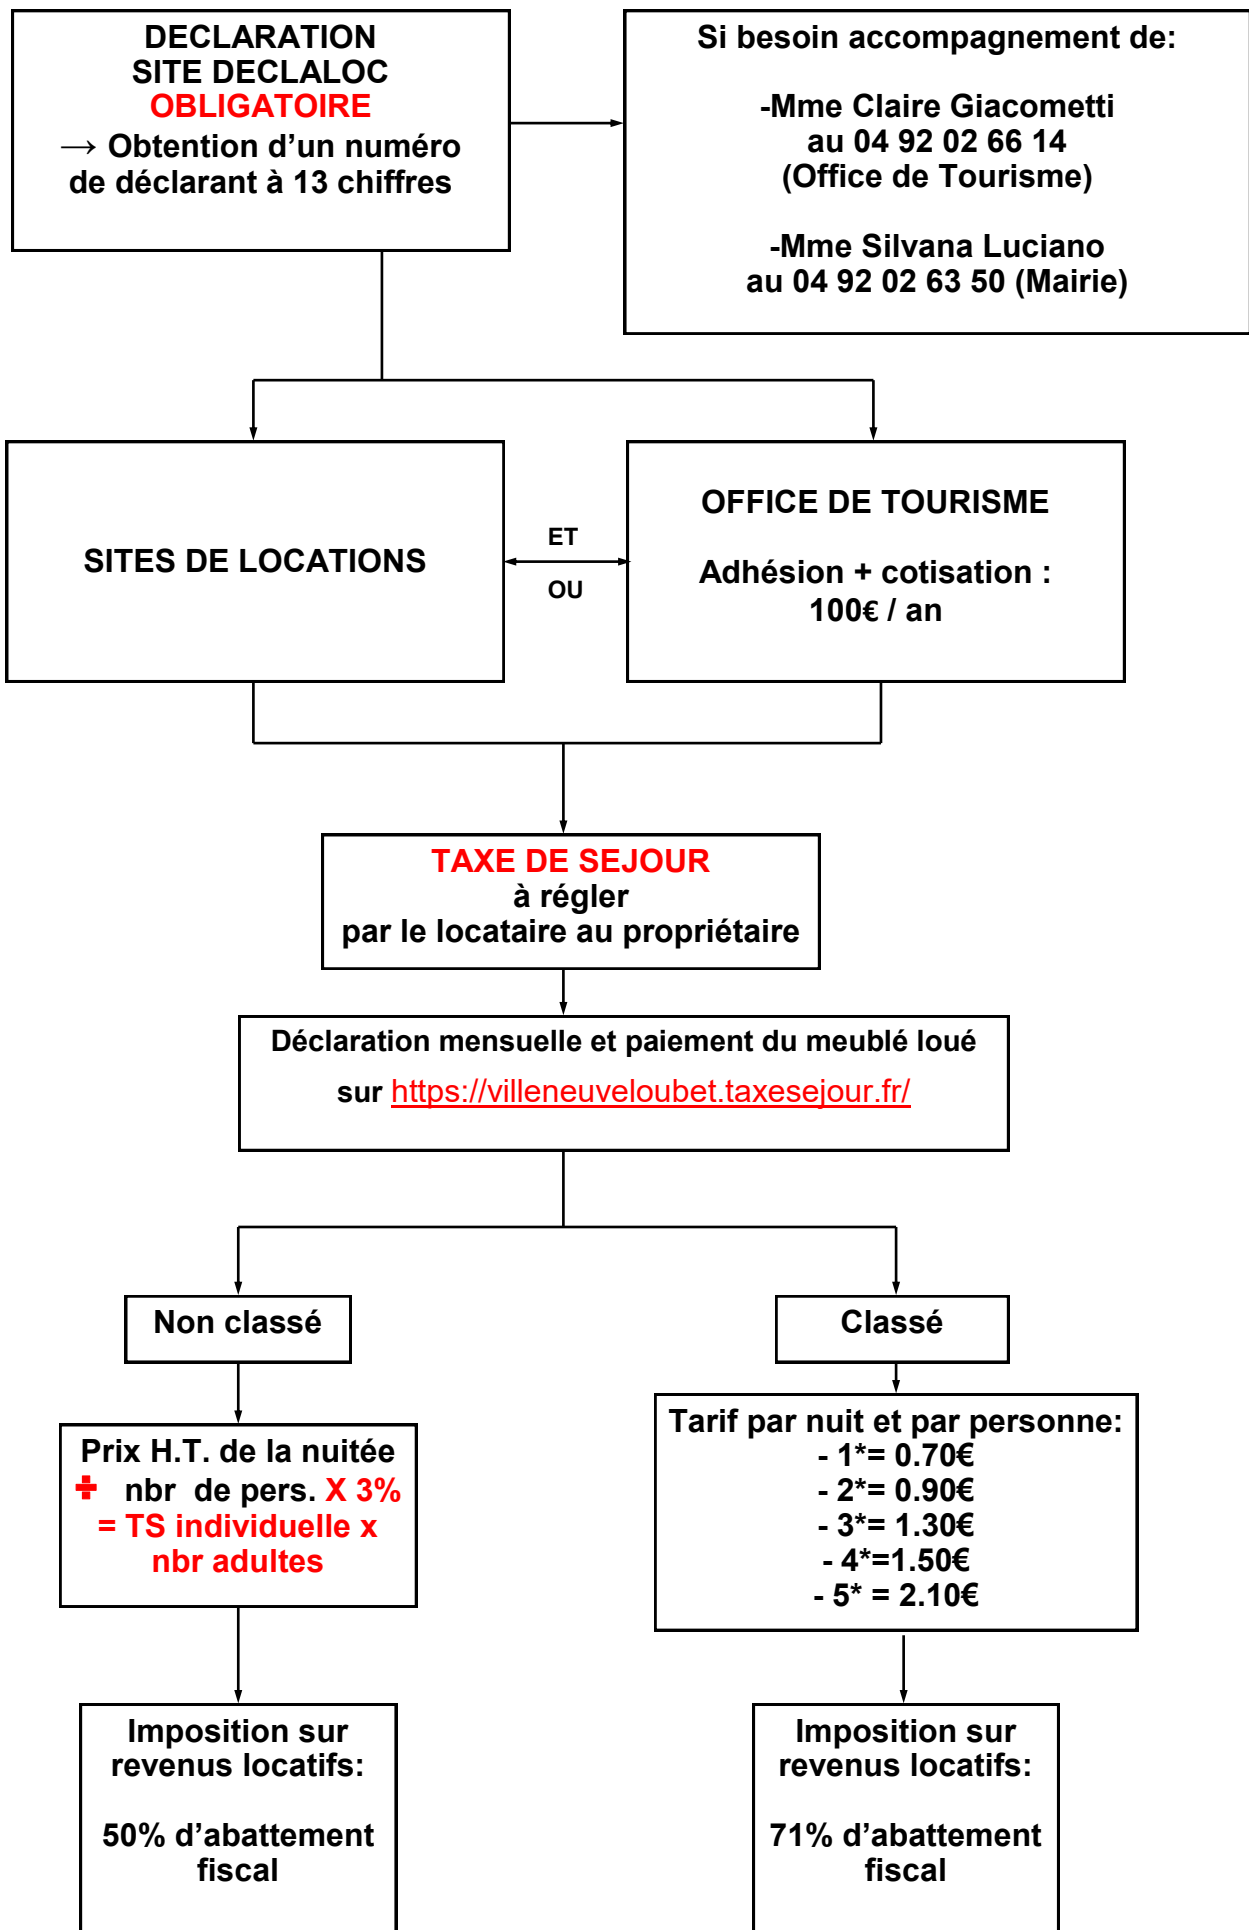 DECLARATION
SITE DECLALOC
OBLIGATOIRE
→ Obtention d’un numéro
de déclarant à 13 chiffres
Si besoin accompagnement de:
-Mme Claire Giacometti
au 04 92 02 66 14
(Office de Tourisme)
-Mme Silvana Luciano
au 04 92 02 63 50 (Mairie)
SITES DE LOCATIONS
ET
OU
OFFICE DE TOURISME
Adhésion + cotisation :
100€ / an
TAXE DE SEJOUR
à régler
par le locataire au propriétaire
Déclaration mensuelle et paiement du meublé loué
sur https://villeneuveloubet.taxesejour.fr/
Non classé
Classé
Prix H.T. de la nuitée
÷ nbr de pers. X 3%
= TS individuelle x
nbr adultes
Tarif par nuit et par personne:
- 1*= 0.70€
- 2*= 0.90€
- 3*= 1.30€
- 4*=1.50€
- 5* = 2.10€
Imposition sur
revenus locatifs:
50% d’abattement
fiscal
Imposition sur
revenus locatifs:
71% d’abattement
fiscal